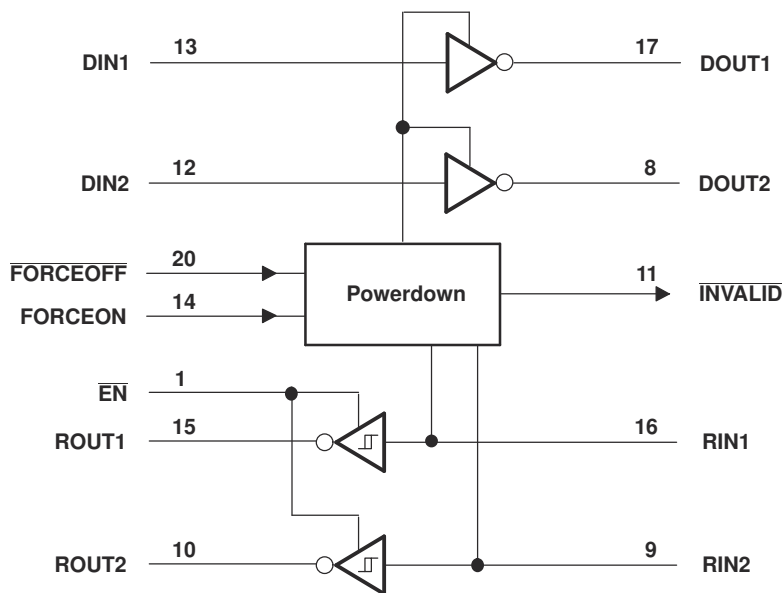 DIN1 13 17 DOUT1
DIN2 12 8 DOUT2
FORCEOFF 20
Powerdown
11 INVALID
FORCEON 14
EN 1
ROUT1 15 16 RIN1
ROUT2 10 9 RIN2